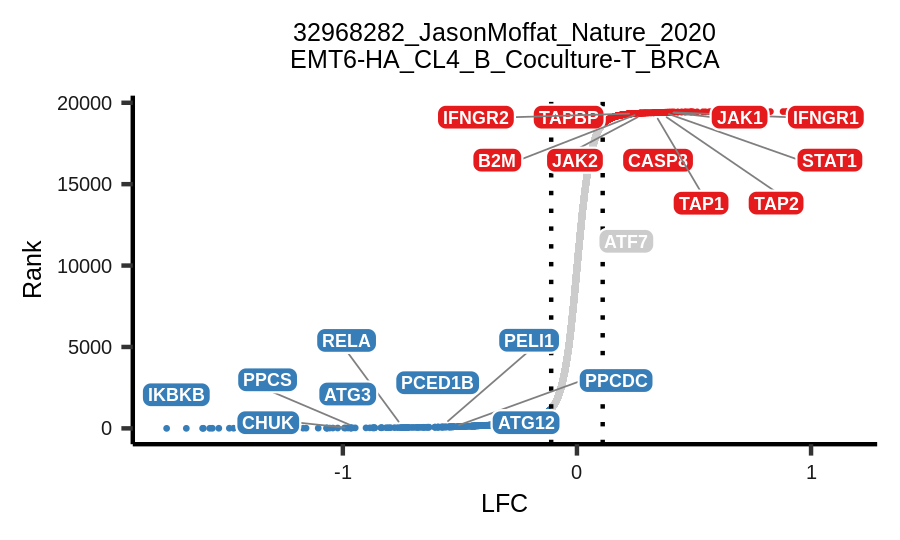 32968282_JasonMoffat_Nature_2020
EMT6-HA_CL4_B_Coculture-T_BRCA
Rank
20000
15000
10000
5000
0
IFNGR2
TAPBP
JAK1
IFNGR1
B2M
JAK2
CASP8
STAT1
TAP1
TAP2
ATF7
RELA
PELI1
PPCS
PCED1B
PPCDC
IKBKB
ATG3
CHUK
ATG12
-1
0
1
LFC